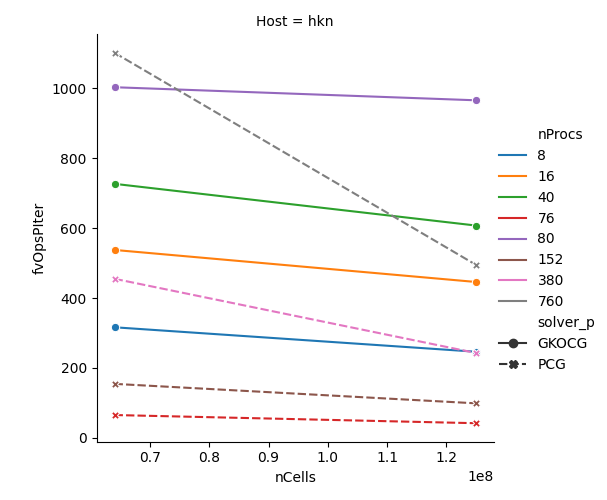 Host = hkn
fvOpsPIter
1000
800
600
400
200
0
0.7
0.8
0.9
1.0
1.1
1.2
1e8
nCells
nProcs
8
16
40
76
80
152
380
760
solver_p
GKOCG
PCG